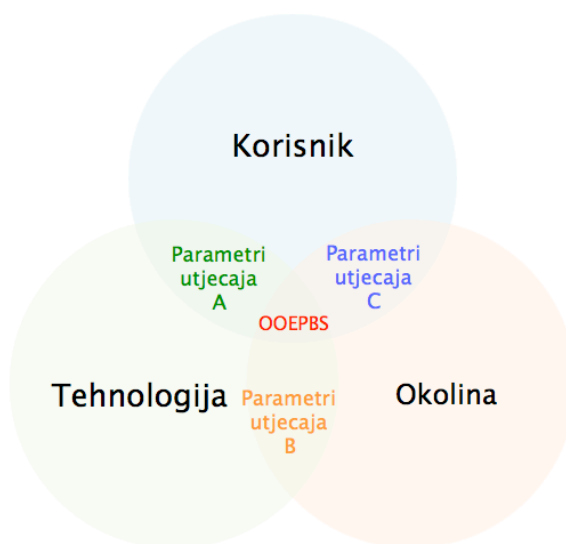 Korisnik
Parametri
utjecaja
A
Parametri
utjecaja
C
OOEPBS
Tehnologija
Parametri
utjecaja
B
Okolina